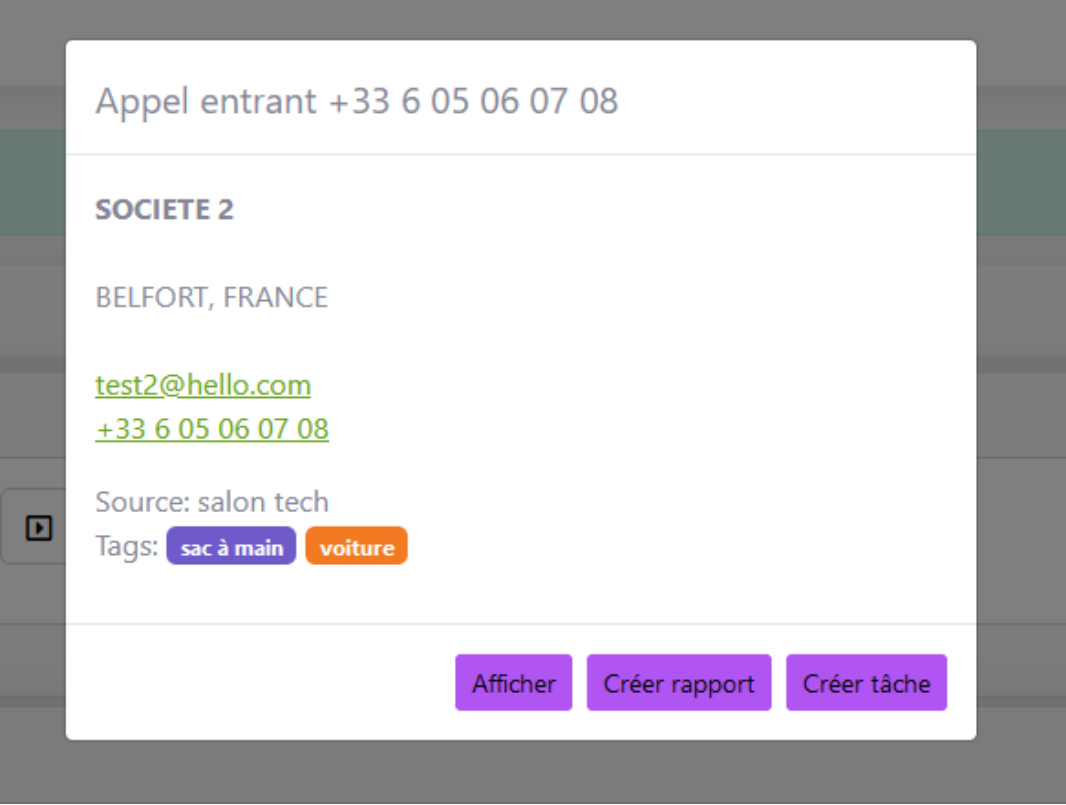 Appel entrant +33 6 05 06 07 08
SOCIETE 2
BELFORT, FRANCE
test2@hello.com
+33 6 05 06 07 08
Source: salon tech
Tags: sac à main voiture
Afficher Créer rapport Créer tâche